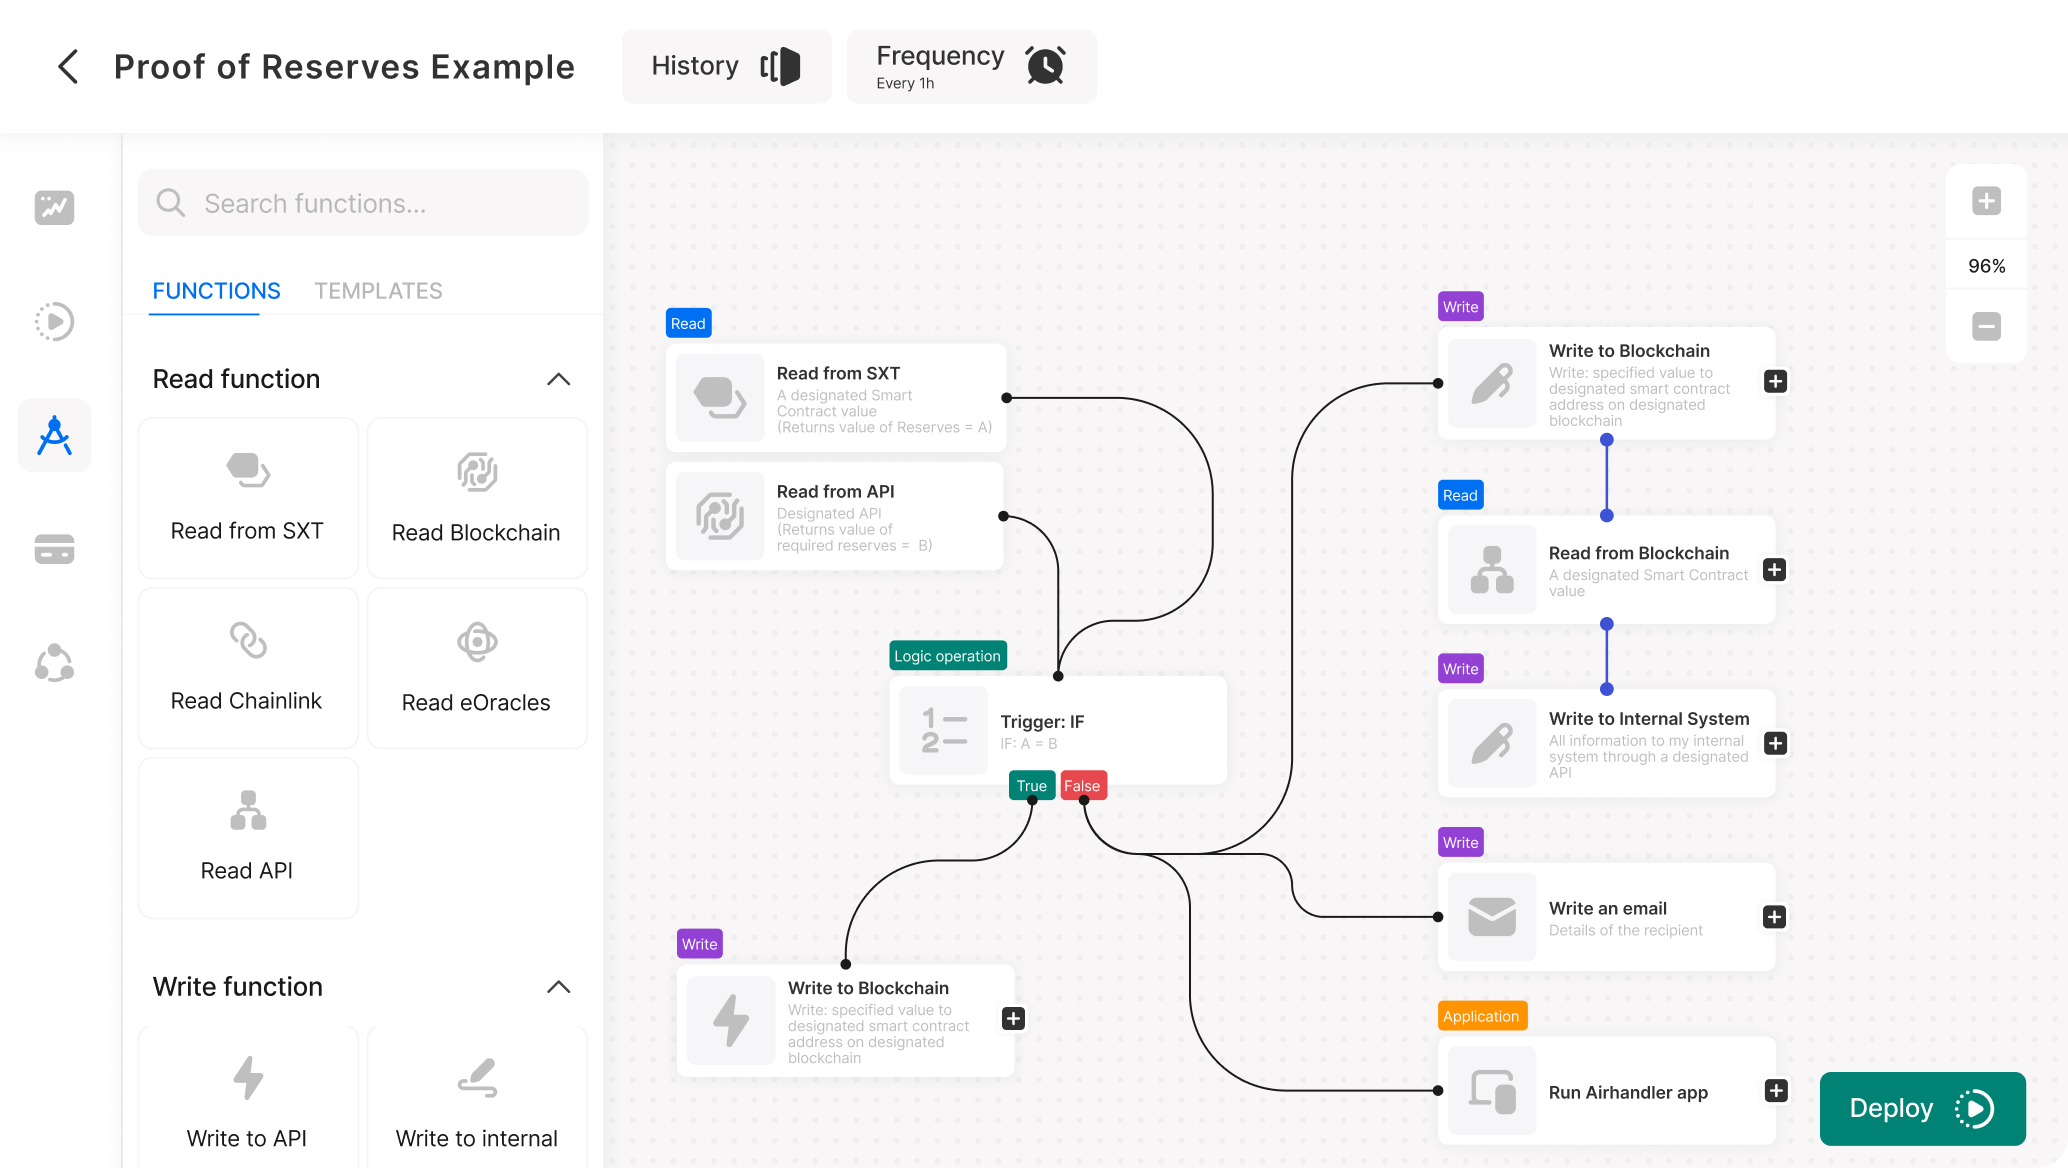 Proof of Reserves Example
History
Frequency
Every 1h
Search functions...
FUNCTIONS
TEMPLATES
Read function
Read from SXT
Read Blockchain
Read Chainlink
Read eOracles
Read API
Write function
Write to API
Write to internal
Read
Read from SXT
A designated Smart
Contract value
(Returns value of Reserves = A)
Read from API
Designated API
(Returns value of
required reserves = B)
Logic operation
1
2
Trigger: IF
IF: A = B
True
False
Write
Write to Blockchain
Write: specified value to
designated smart contract
address on designated
blockchain
Write
Write to Blockchain
Write: specified value to
designated smart contract
address on designated
blockchain
Read
Read from Blockchain
A designated Smart Contract
value
Write
Write to Internal System
All information to my internal
system through a designated
API
Write
Write an email
Details of the recipient
Application
Run Airhandler app
96%
Deploy